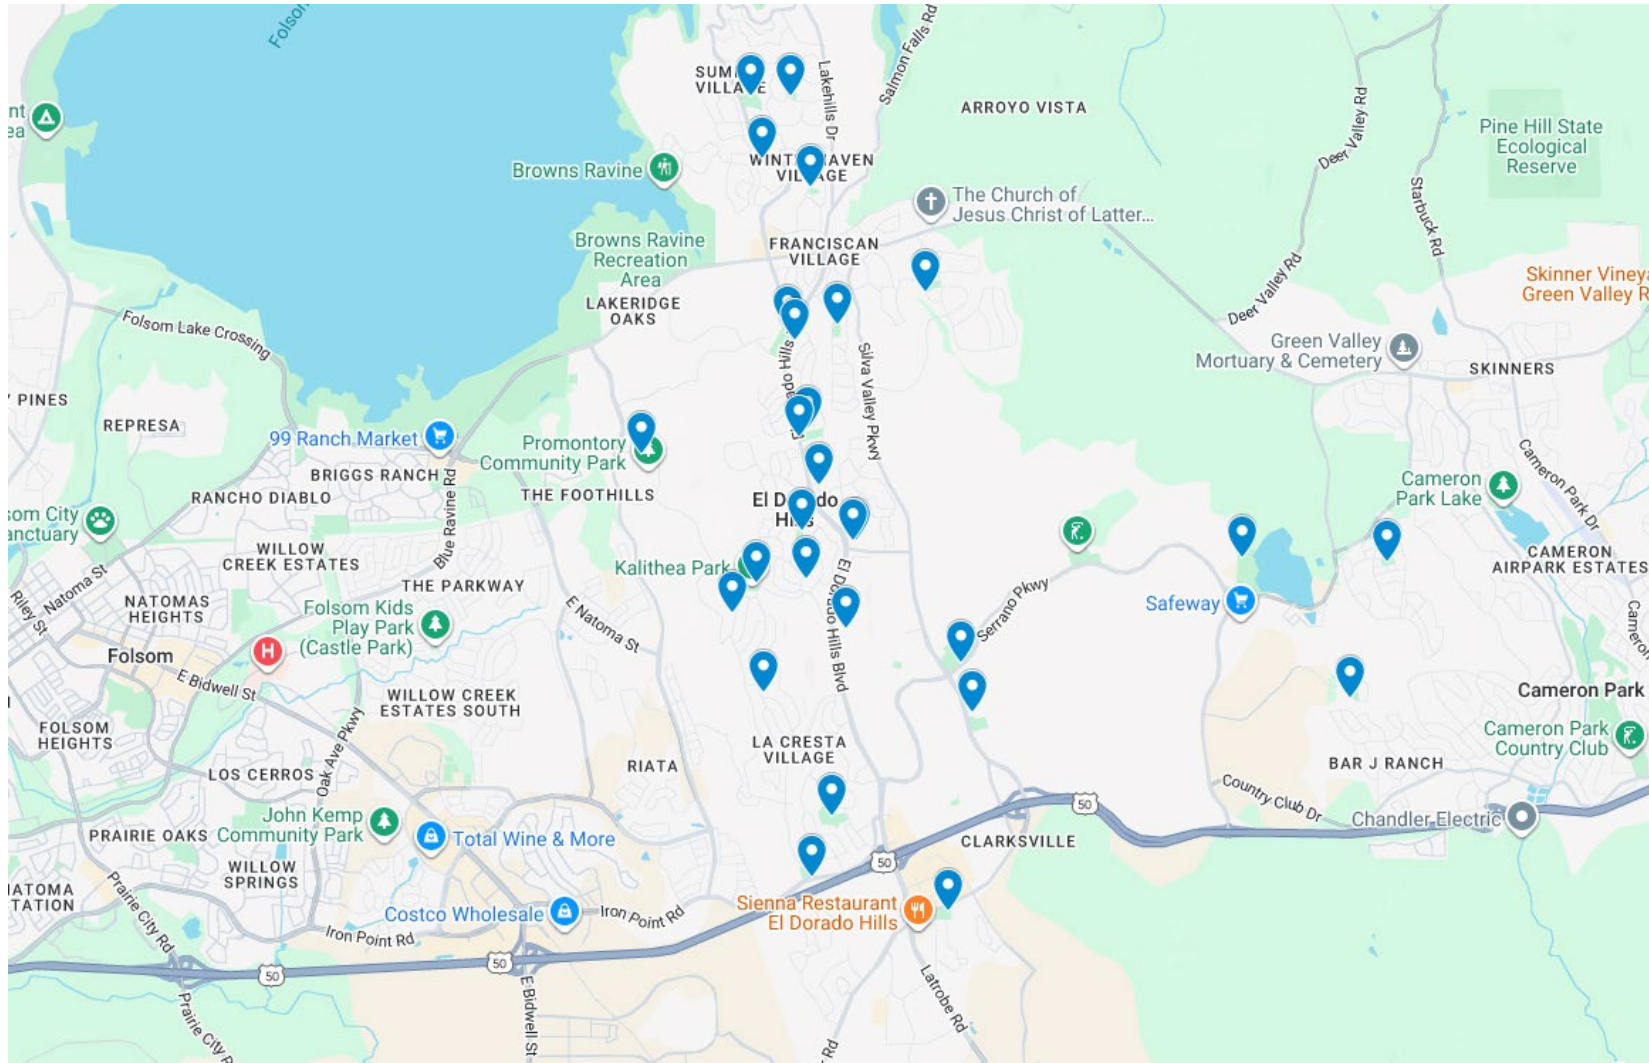 Folsom
Salmon Falls Rd
Lakehills Dr
VILLAGE
ARROYO VISTA
Deer Valley Rd
Pine Hill State
Ecological
Reserve
Browns Ravine
VILLAGE
Starbuck Rd
The Church of
Jesus Christ of Latter...
Browns Ravine
Recreation
Area
FRANCISCAN
VILLAGE
Deer Valley Rd
Skinner Viney
Green Valley R
LAKERIDGE
OAKS
Folsom Lake Crossing
Green Valley
Mortuary & Cemetery
SKINNERS
Silva Valley Pkwy
PINES
REPRESA
99 Ranch Market
Promontory
Community Park
BRIGGS RANCH
RANCHO DIABLO
THE FOOTHILLS
Blue Ravine Rd
Cameron
Park Lake
Cameron Park Dr
El Dorado
Hills
som City
anctuary
WILLOW
CREEK ESTATES
Kalithea Park
CAMERON
AIRPARK ESTATES
Natoma St
Riley St
THE PARKWAY
NATOMAS
HEIGHTS
Folsom Kids
Play Park
(Castle Park)
E Natoma St
El Dorado Hills Blvd
Serrano Pkwy
Safeway
Cameron
Folsom
H
E Bidwell St
WILLOW CREEK
ESTATES SOUTH
Cameron Park
FOLSOM
HEIGHTS
Oak Ave Pkwy
LA CRESTA
VILLAGE
Cameron Park
Country Club
LOS CERROS
RIATA
BAR J RANCH
Country Club Dr
50
John Kemp
Community Park
PRAIRIE OAKS
Total Wine & More
Chandler Electric
CLARKSVILLE
WILLOW
SPRINGS
50
Prairie City Rd
Sienna Restaurant
El Dorado Hills
Costco Wholesale
Iron Point Rd
Iron Point Rd
50
50
E Bidwell St
Latrobe Rd
Prairie City R
Rd